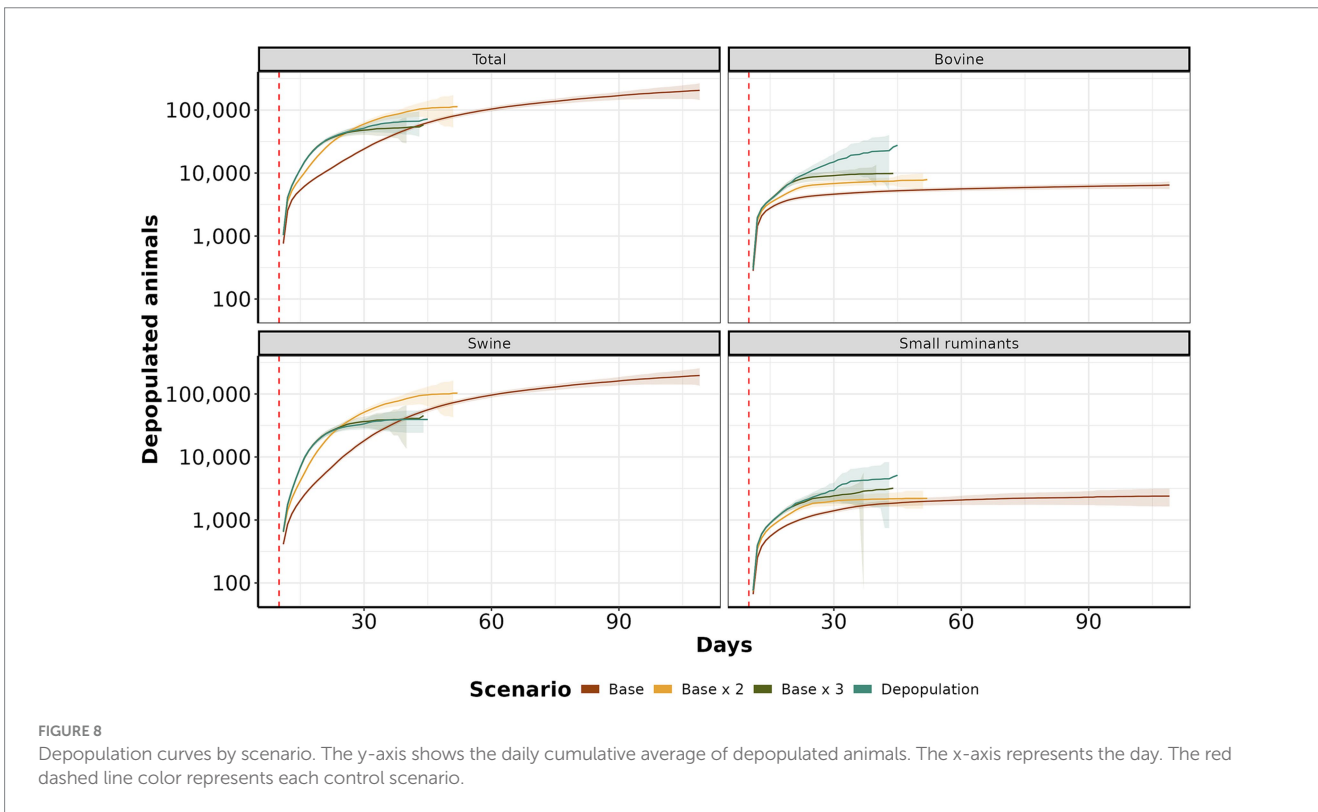 Total
Bovine
100,000
10,000
1,000
100
Swine
Small ruminants
100,000
10,000
1,000
100
Depopulated animals
30
60
90
30
60
90
Days
Scenario Base Base x 2 Base x 3 Depopulation
FIGURE 8
Depopulation curves by scenario. The y-axis shows the daily cumulative average of depopulated animals. The x-axis represents the day. The red
dashed line color represents each control scenario.